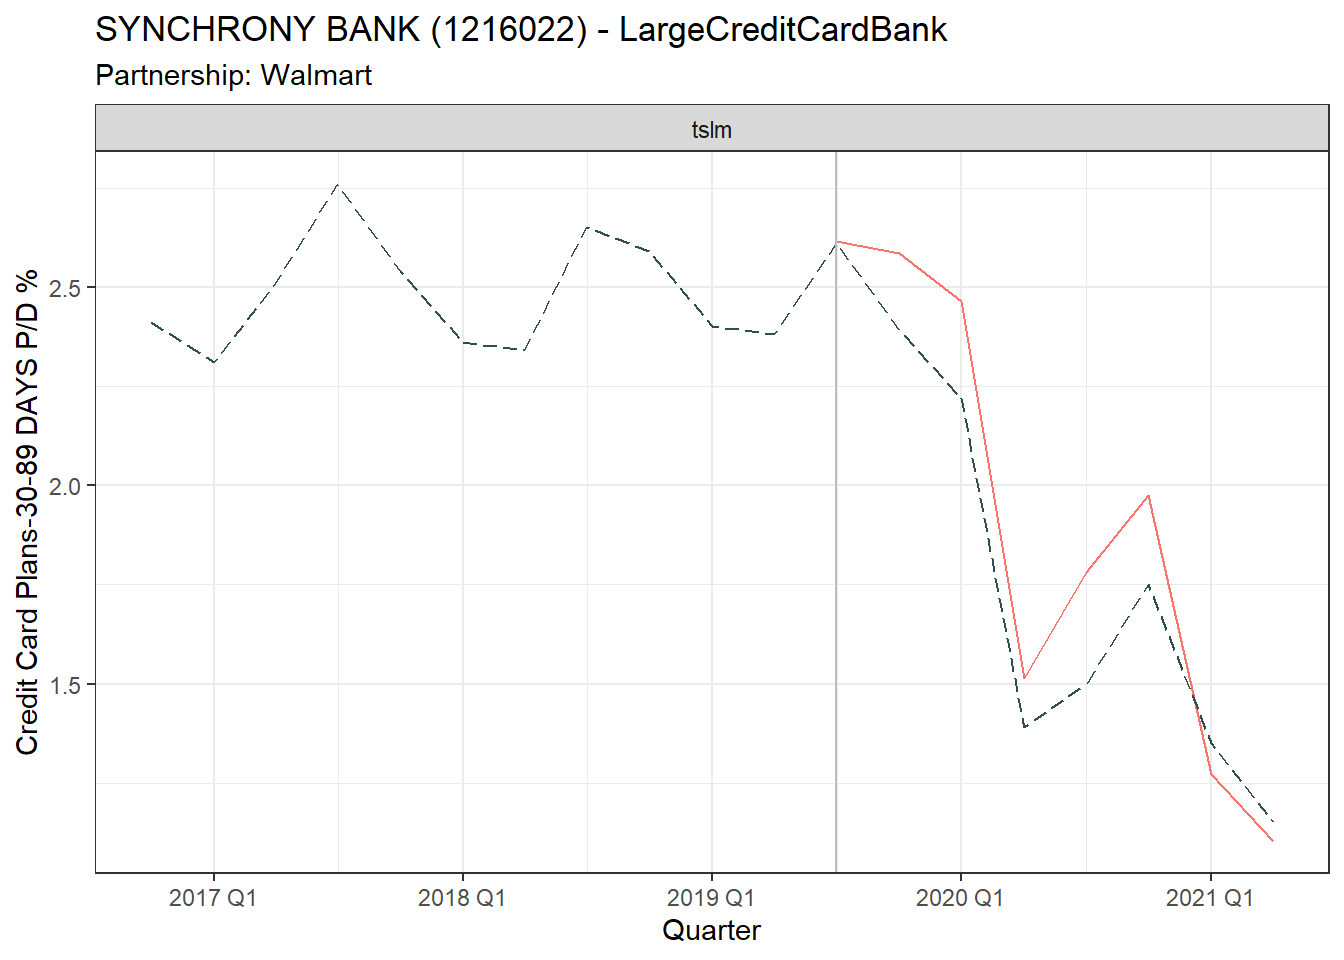 SYNCHRONY BANK (1216022) - LargeCreditCardBank
Partnership: Walmart
tslm
Credit Card Plans-30-89 DAYS P/D %
2.5
2.0
1.5
2017 Q1
2018 Q1
2019 Q1
2020 Q1
2021 Q1
Quarter